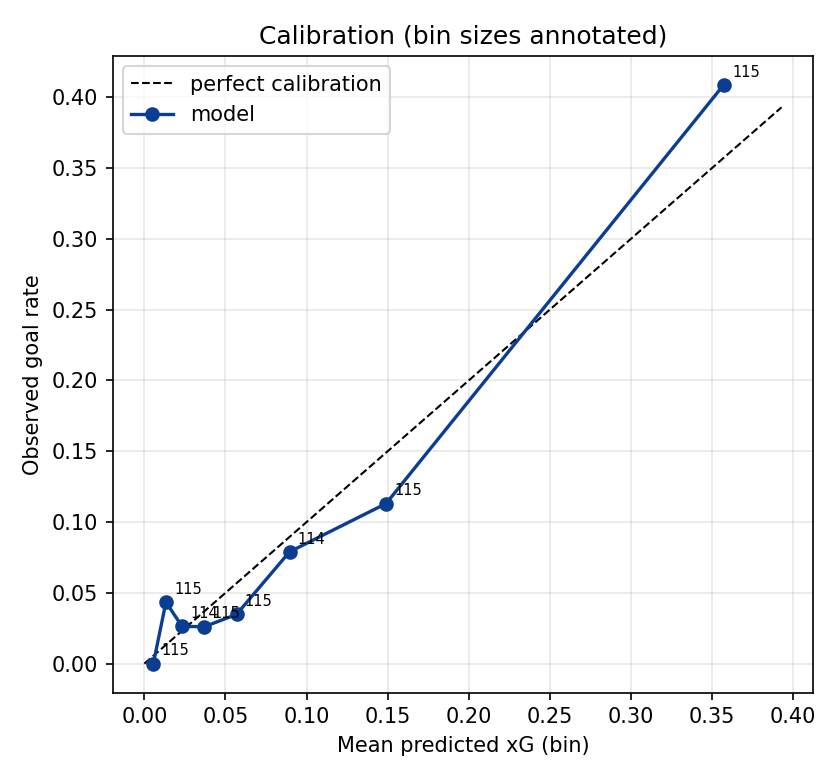 Calibration (bin sizes annotated)
perfect calibration
model
Observed goal rate
0.40
0.35
0.30
0.25
0.20
0.15
0.10
0.05
0.00
115
115
114
115
115
114
115
115
0.00 0.05 0.10 0.15 0.20 0.25 0.30 0.35 0.40
Mean predicted xG (bin)